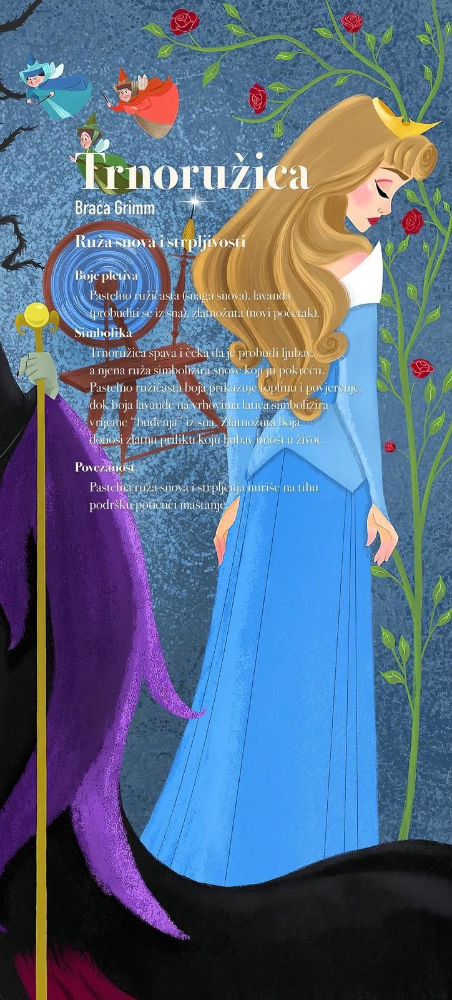 Trnoružica
Braća Grimm
Ruža snova i strpljivosti
Boje pletiva
Pastelno ružičasta (snaga snova), lavanda
(probuditi se iz sna), zlatnožuta (novi početak).
Simbolika
Trnoružica spava i čeka da je probudi ljubav,
a njena ruža simbolizira snove koji ju pokreću.
Pastelno ružičasta boja prikazuje toplinu i povjerenje,
dok boja lavande na vrhovima latica simbolizira
vrijeme “buđenja” iz sna. Zlatnožuta boja
donosi zlatnu priliku koju ljubav unosi u život.
Povezanost
Pastelna ruža snova i strpljenja miriše na tihu
podršku potičući maštanje.